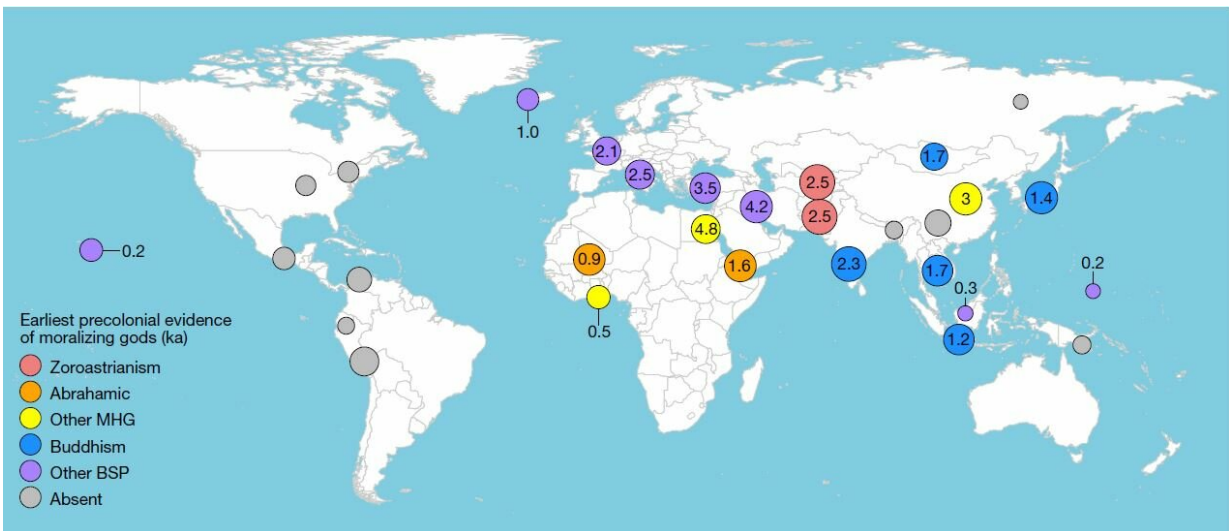 1.0
2.1
2.5
3.5
4.2
4.8
2.5
2.5
1.7
3
1.4
0.2
0.9
1.6
0.5
2.3
1.7
0.3
1.2
0.2
Earliest precolonial evidence
of moralizing gods (ka)
Zoroastrianism
Abrahamic
Other MHG
Buddhism
Other BSP
Absent